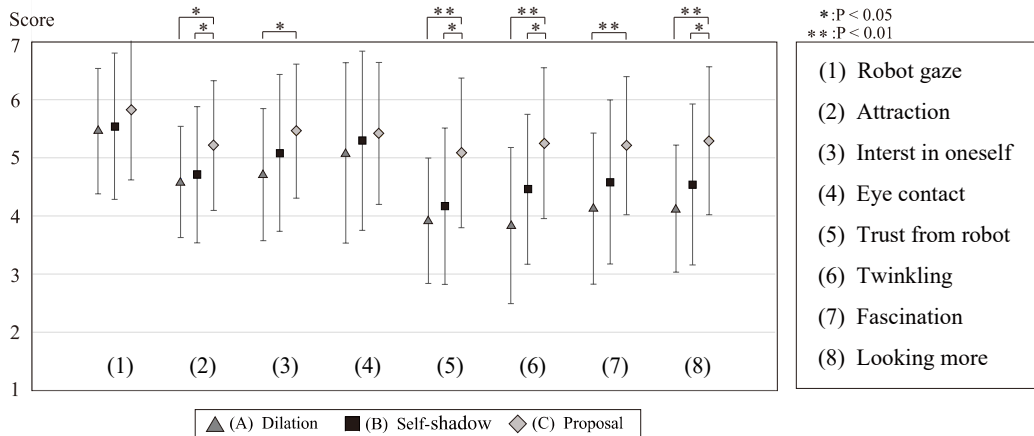 Score
* * * ** ** ** **
* * * *
*:P < 0.05
**:P < 0.01
7
6
5
4
3
2
1
(1) (2) (3) (4) (5) (6) (7) (8)
(1) Robot gaze
(2) Attraction
(3) Interst in oneself
(4) Eye contact
(5) Trust from robot
(6) Twinkling
(7) Fascination
(8) Looking more
(A) Dilation (B) Self-shadow (C) Proposal